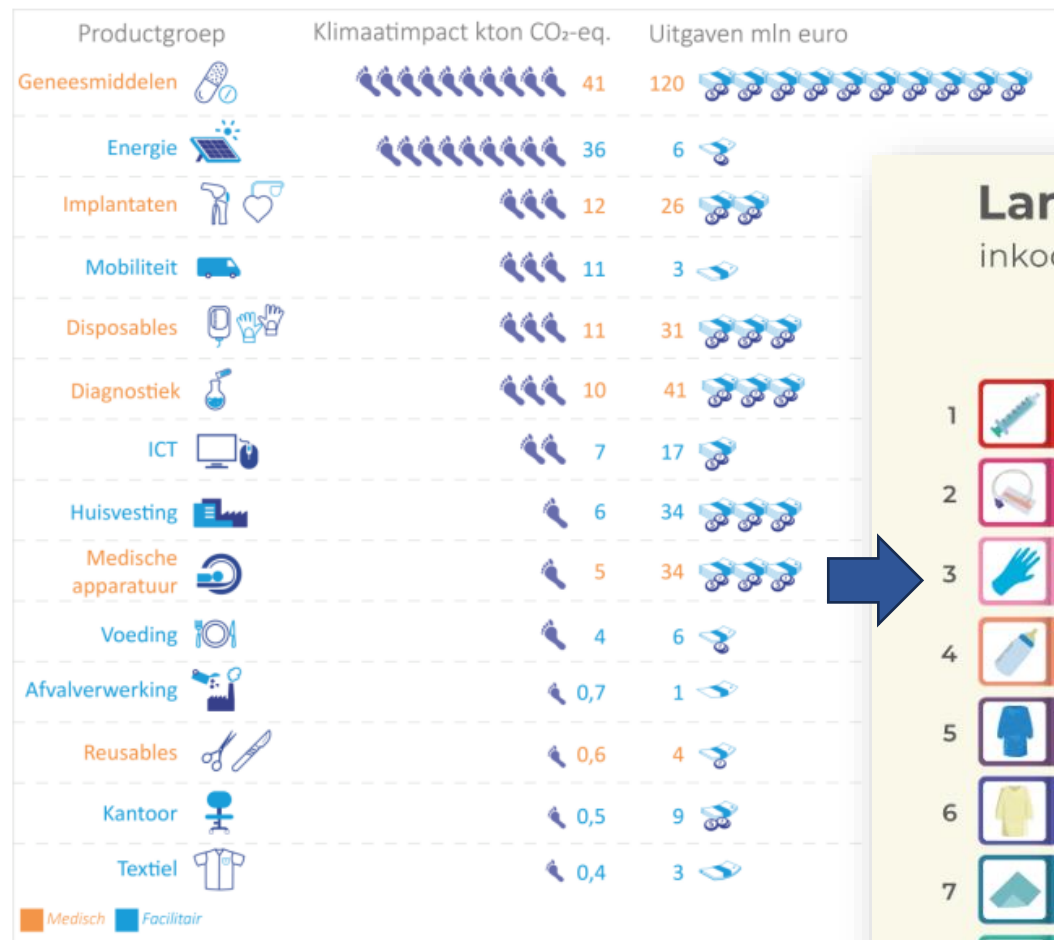 Productgroep Klimaatimpact kton CO₂-eq. Uitgaven mln euro
Geneesmiddelen 41 120
Energie 36 6
Implantaten 12 26
Mobiliteit 11 3
Disposables 11 31
Diagnostiek 10 41
ICT 7 17
Huisvesting 6 34
Medische
apparatuur 5 34
Voeding 4 6
Afvalverwerking 0,7 1
Reusables 0,6 4
Kantoor 0,5 9
Textiel 0,4 3
Medisch Facilitair
1
2
3
4
5
6
7